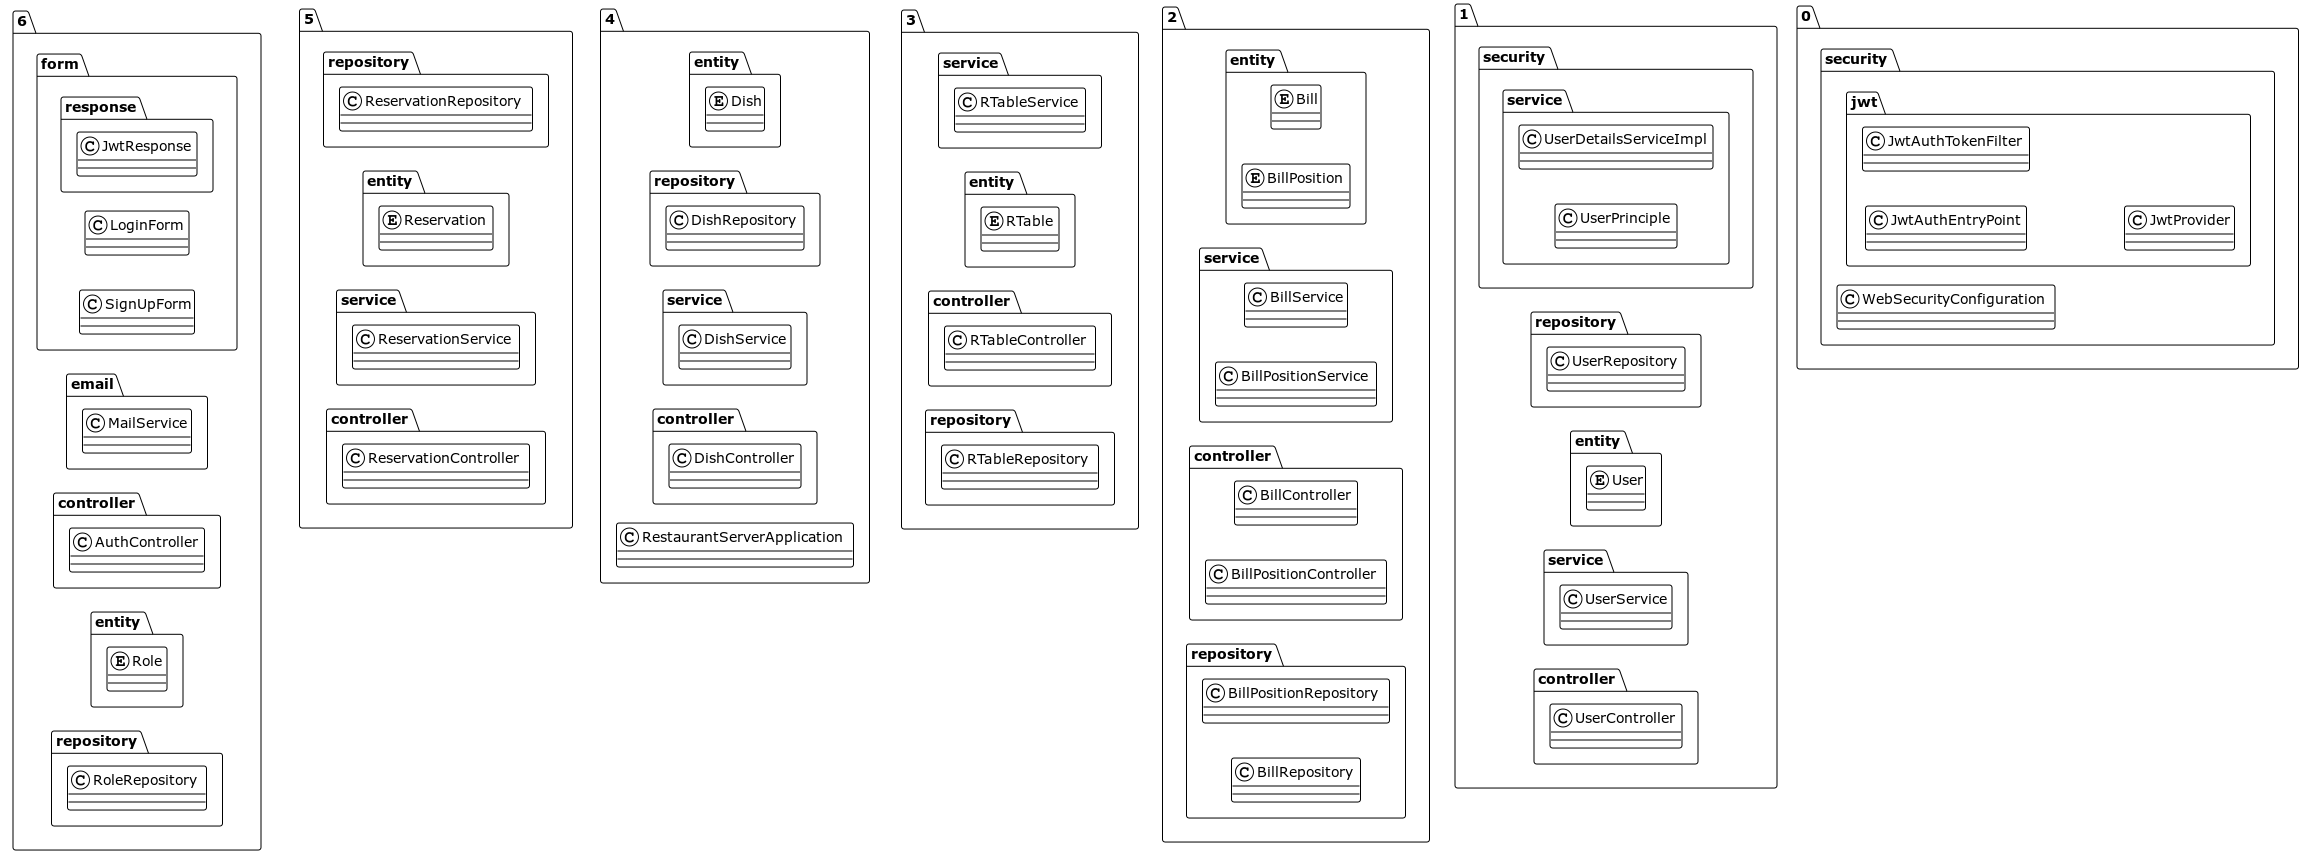 6
form
response
C JwtResponse
C LoginForm
C SignUpForm
email
C MailService
controller
C AuthController
entity
E Role
repository
C RoleRepository
5
repository
C ReservationRepository
entity
E Reservation
service
C ReservationService
controller
C ReservationController
4
entity
E Dish
repository
C DishRepository
service
C DishService
controller
C DishController
C RestaurantServerApplication
3
service
C RTableService
entity
E RTable
controller
C RTableController
repository
C RTableRepository
2
entity
E Bill
E BillPosition
service
C BillService
C BillPositionService
controller
C BillController
C BillPositionController
repository
C BillPositionRepository
C BillRepository
1
security
service
C UserDetailsServiceImpl
C UserPrinciple
repository
C UserRepository
entity
E User
service
C UserService
controller
C UserController
0
security
jwt
C JwtAuthTokenFilter
C JwtAuthEntryPoint
C JwtProvider
C WebSecurityConfiguration